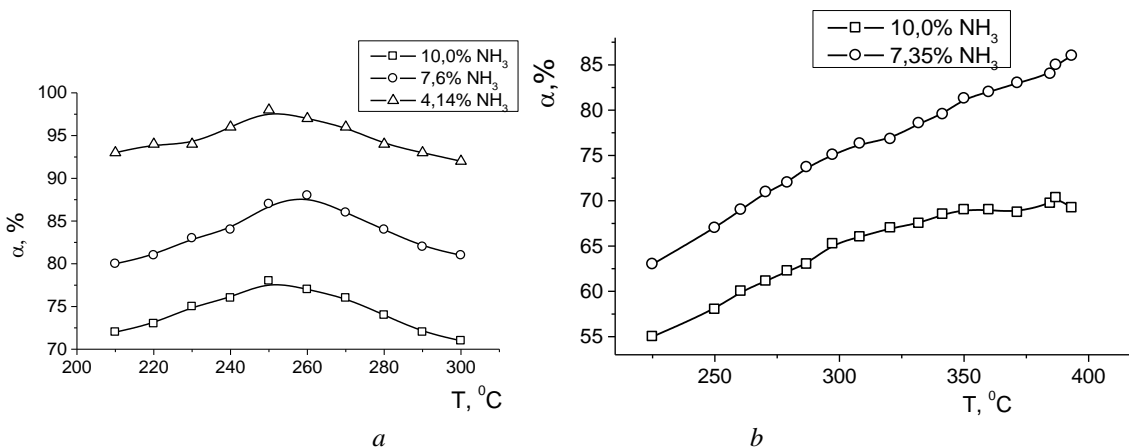 10,0% NH3
7,6% NH3
4,14% NH3
α, %
100
95
90
85
80
75
70
200 220 240 260 280 300
T, ⁰C
a
10,0% NH3
7,35% NH3
α,%
85
80
75
70
65
60
55
250 300 350 400
T, ⁰C
b